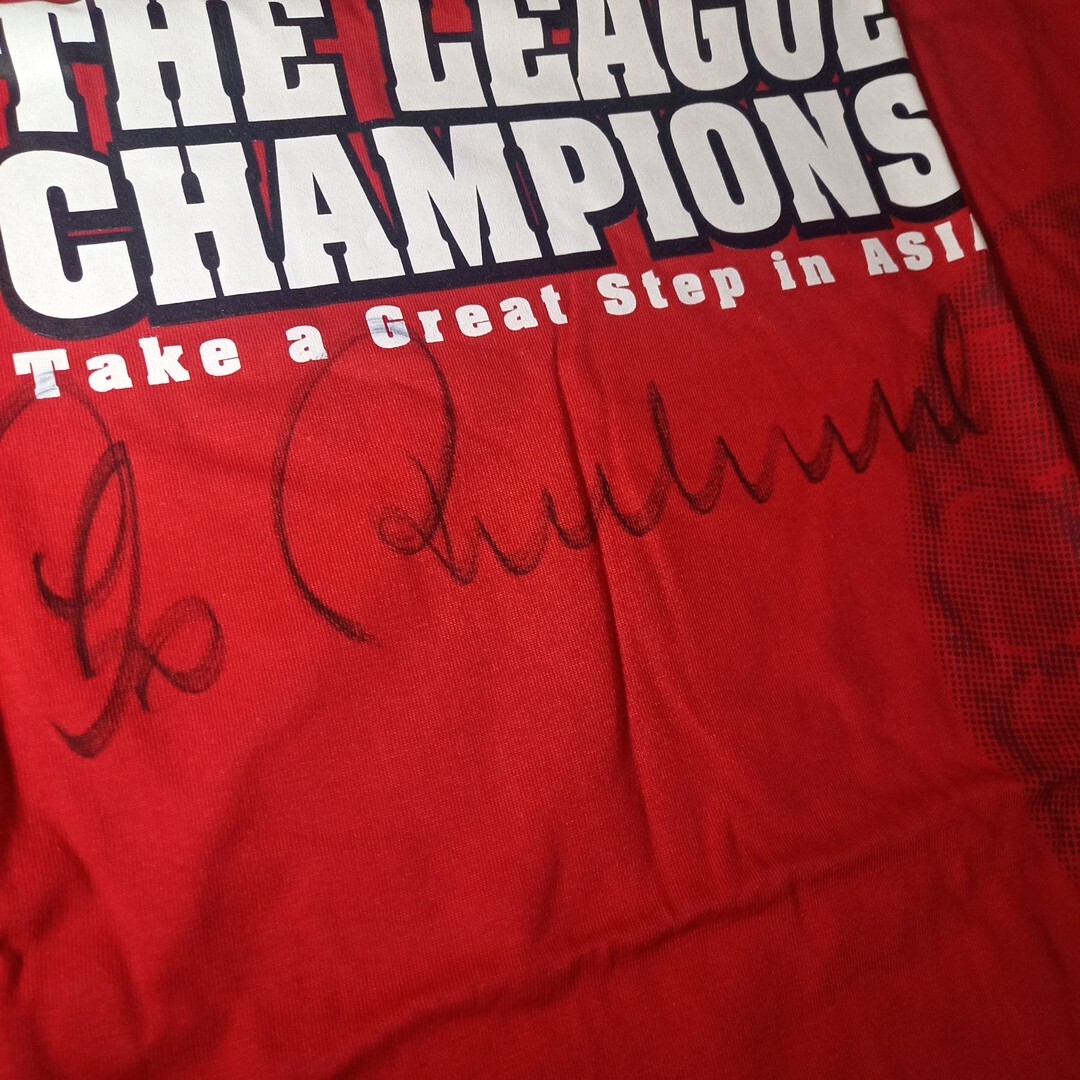 THE LEAGUE
CHAMPIONS
Take a Great Step in ASIA